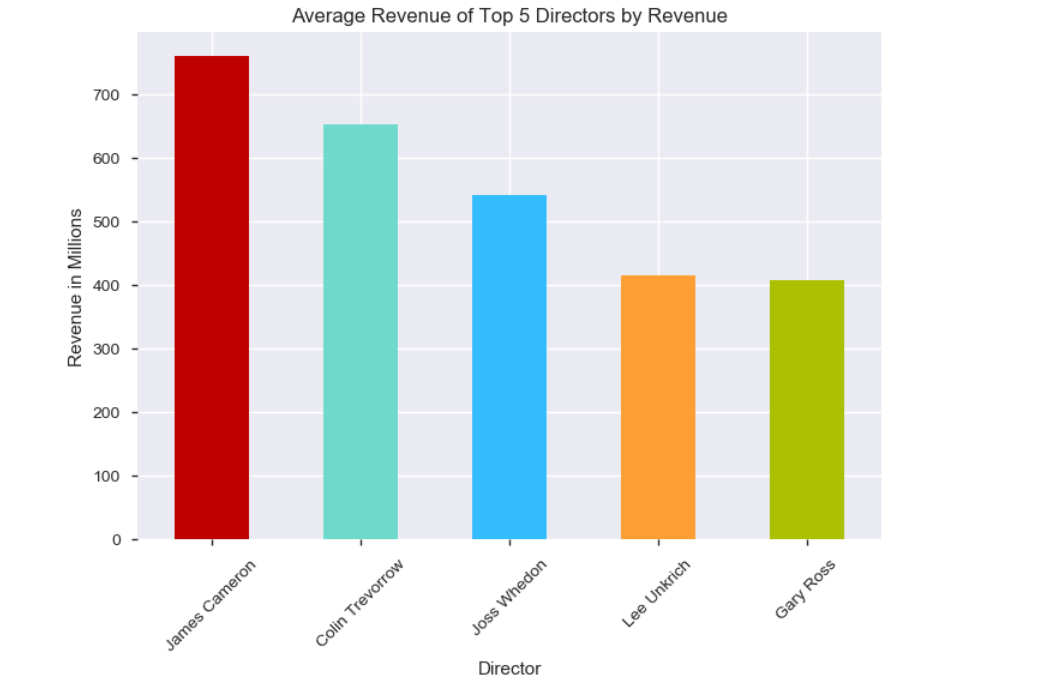 Average Revenue of Top 5 Directors by Revenue
700
600
500
400
300
200
100
0
Revenue in Millions
James Cameron
Colin Trevorrow
Joss Whedon
Lee Unkrich
Gary Ross
Director